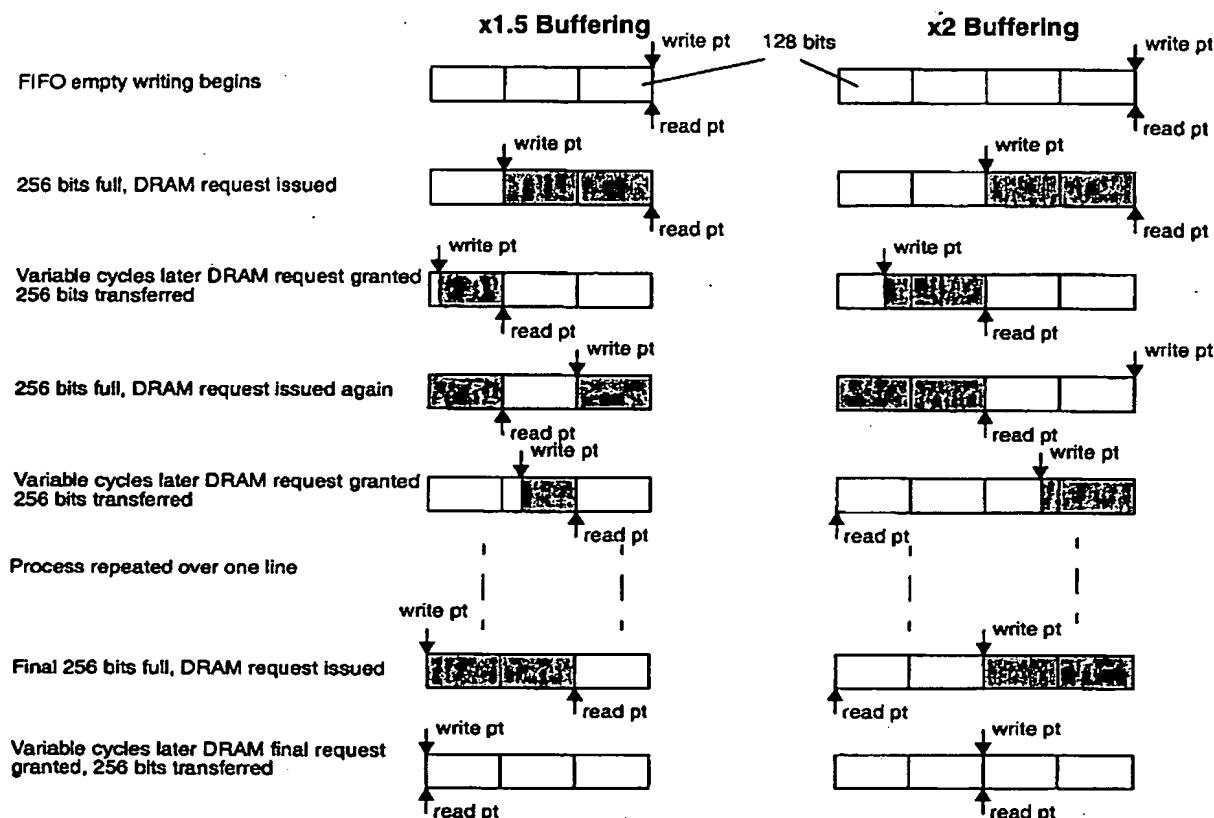 x1.5 Buffering
x2 Buffering
write pt
128 bits
write pt
FIFO empty writing begins
read pt
read pt
write pt
write pt
256 bits full, DRAM request issued
read pt
read pt
write pt
write pt
Variable cycles later DRAM request granted
256 bits transferred
read pt
read pt
write pt
write pt
256 bits full, DRAM request issued again
read pt
read pt
write pt
write pt
Variable cycles later DRAM request granted
256 bits transferred
read pt
read pt
Process repeated over one line
write pt
write pt
Final 256 bits full, DRAM request issued
read pt
read pt
write pt
write pt
Variable cycles later DRAM final request
granted, 256 bits transferred
read pt
read pt